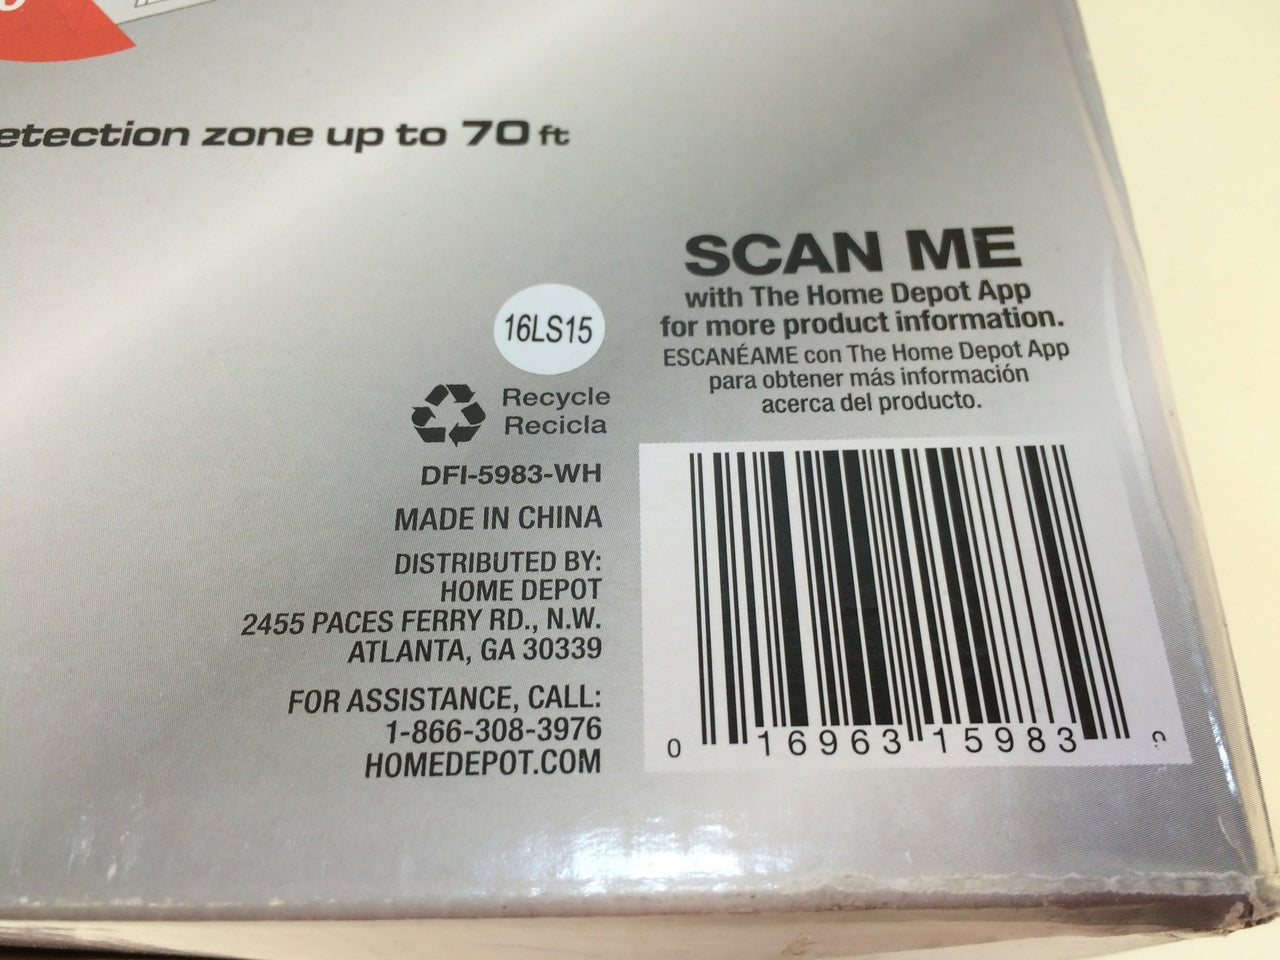 etection zone up to 70 ft
SCAN ME
with The Home Depot App
for more product information.
ESCANÉAME con The Home Depot App
para obtener más información
acerca del producto.
16LS15
Recycle
Recicla
DFI-5983-WH
MADE IN CHINA
DISTRIBUTED BY:
HOME DEPOT
2455 PACES FERRY RD., N.W.
ATLANTA, GA 30339
FOR ASSISTANCE, CALL:
1-866-308-3976
HOMEDEPOT.COM
0 16963 15983